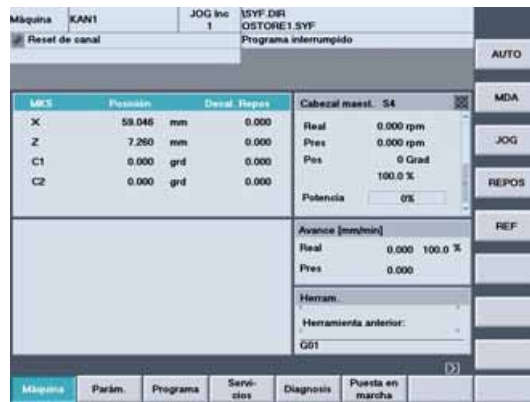 Máquina KAN1 JOG Inc 1 \SYF.DIR OSTORE1.SYF
Reset de canal Programa interrumpido
AUTO
MDA
JOG
REPOS
REF
MKS Posición Decal. Repos
X 59.046 mm 0.000
Z 7.260 mm 0.000
C1 0.000 grd 0.000
C2 0.000 grd 0.000
Cabezal maest. S4
Real 0.000 rpm
Pres 0.000 rpm
Pos 0 Grad
100.0 %
Potencia 0%
Avance [mm/min]
Real 0.000 100.0 %
Pres 0.000
Herram.
Herramienta anterior:
G01
Máquina Parám. Programa Servi-cios Diagnosis Puesta en marcha